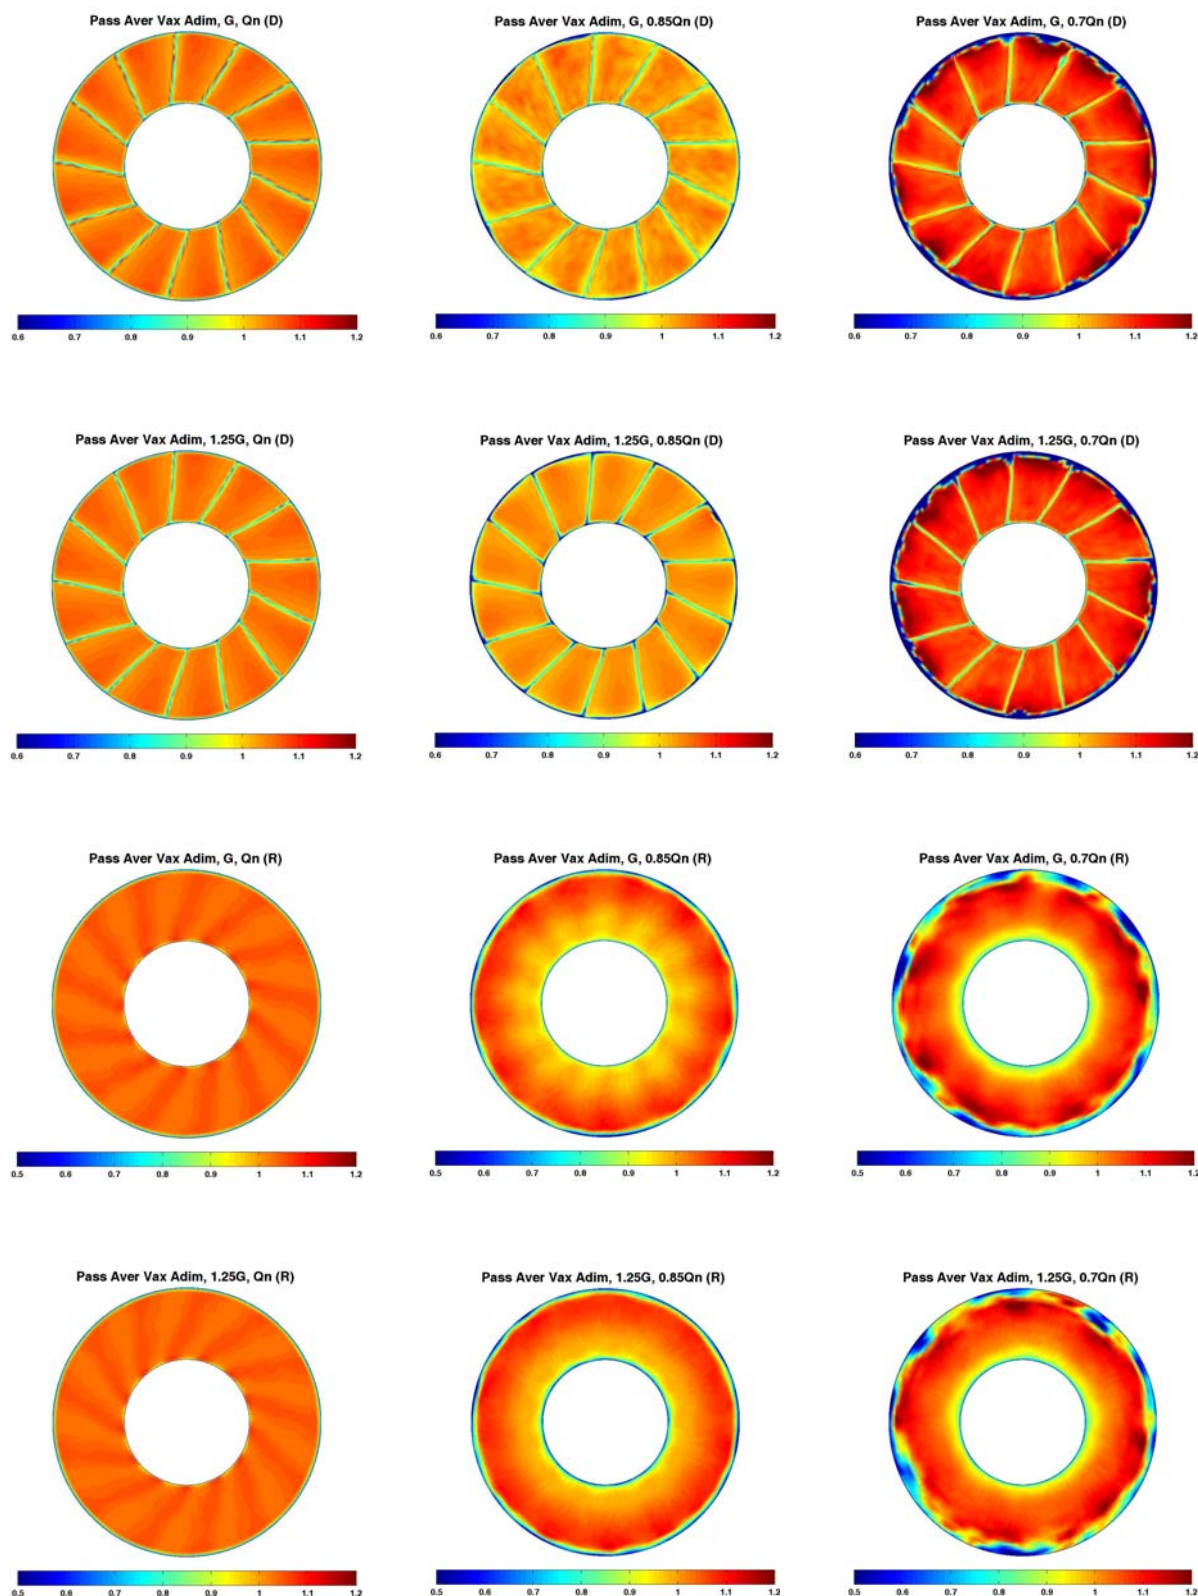 Pass Aver Vax Adim, G, Qn (D)
Pass Aver Vax Adim, G, 0.85Qn (D)
Pass Aver Vax Adim, G, 0.7Qn (D)
0.6 0.7 0.8 0.9 1 1.1 1.2
0.6 0.7 0.8 0.9 1 1.1 1.2
0.6 0.7 0.8 0.9 1 1.1 1.2
Pass Aver Vax Adim, 1.25G, Qn (D)
Pass Aver Vax Adim, 1.25G, 0.85Qn (D)
Pass Aver Vax Adim, 1.25G, 0.7Qn (D)
0.6 0.7 0.8 0.9 1 1.1 1.2
0.6 0.7 0.8 0.9 1 1.1 1.2
0.6 0.7 0.8 0.9 1 1.1 1.2
Pass Aver Vax Adim, G, Qn (R)
Pass Aver Vax Adim, G, 0.85Qn (R)
Pass Aver Vax Adim, G, 0.7Qn (R)
0.5 0.6 0.7 0.8 0.9 1 1.1 1.2
0.5 0.6 0.7 0.8 0.9 1 1.1 1.2
0.5 0.6 0.7 0.8 0.9 1 1.1 1.2
Pass Aver Vax Adim, 1.25G, Qn (R)
Pass Aver Vax Adim, 1.25G, 0.85Qn (R)
Pass Aver Vax Adim, 1.25G, 0.7Qn (R)
0.5 0.6 0.7 0.8 0.9 1 1.1 1.2
0.5 0.6 0.7 0.8 0.9 1 1.1 1.2
0.5 0.6 0.7 0.8 0.9 1 1.1 1.2